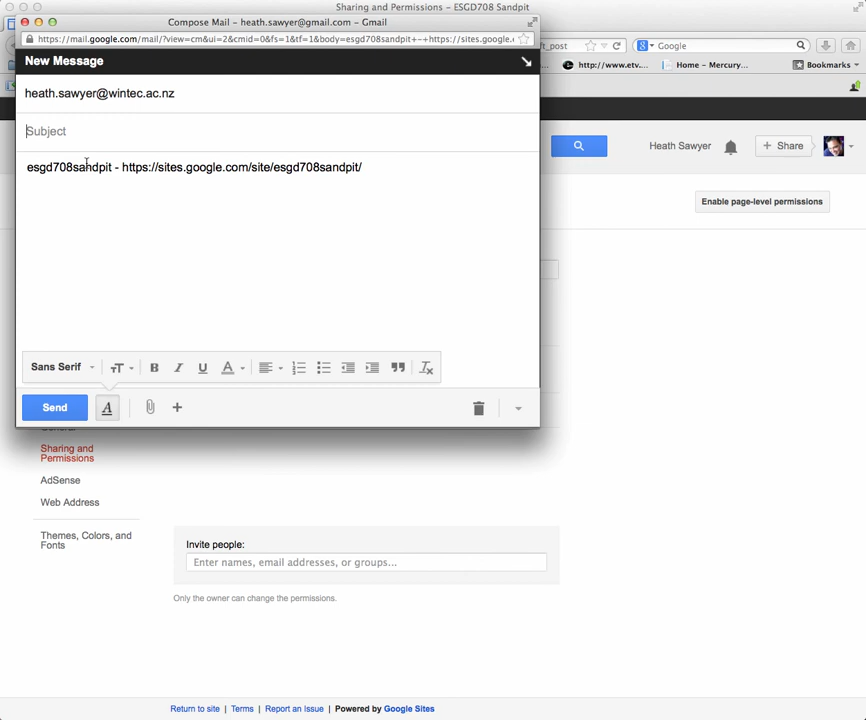 Sharing and Permissions – ESGD708 Sandpit
Compose Mail – heath.sawyer@gmail.com – Gmail
https://mail.google.com/mail/?view=cm&ui=2&cmid=0&fs=1&tf=1&body=esgd708sandpit+-+https://sites.google.
ft_post
Google
New Message
http://www.etv....
Home – Mercury...
Bookmarks
heath.sawyer@wintec.ac.nz
Subject
Heath Sawyer
Share
esgd708sandpit - https://sites.google.com/site/esgd708sandpit/
Enable page-level permissions
Sans Serif
Send
General
Sharing and
Permissions
AdSense
Web Address
Themes, Colors, and
Fonts
Invite people:
Enter names, email addresses, or groups...
Only the owner can change the permissions.
Return to site | Terms | Report an Issue | Powered by Google Sites